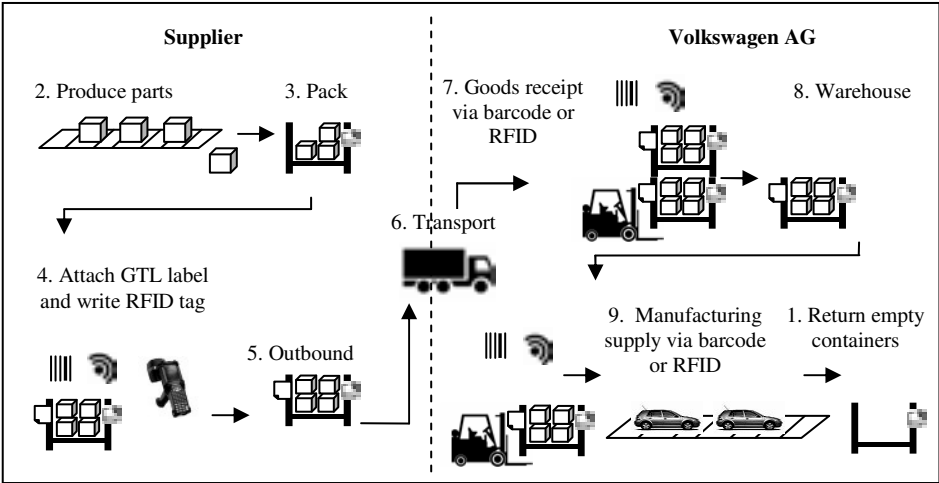 Supplier
Volkswagen AG
2. Produce parts
3. Pack
4. Attach GTL label
and write RFID tag
5. Outbound
6. Transport
7. Goods receipt
via barcode or
RFID
8. Warehouse
9. Manufacturing
supply via barcode
or RFID
1. Return empty
containers